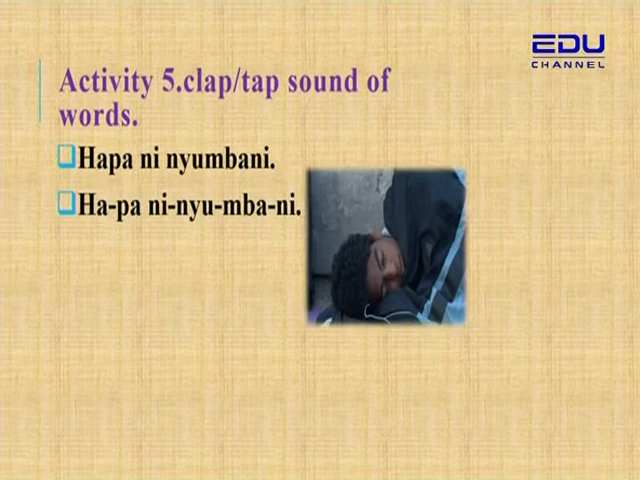 EDU
CHANNEL
Activity 5.clap/tap sound of
words.
Hapa ni nyumbani.
Ha-pa ni-nyu-mba-ni.